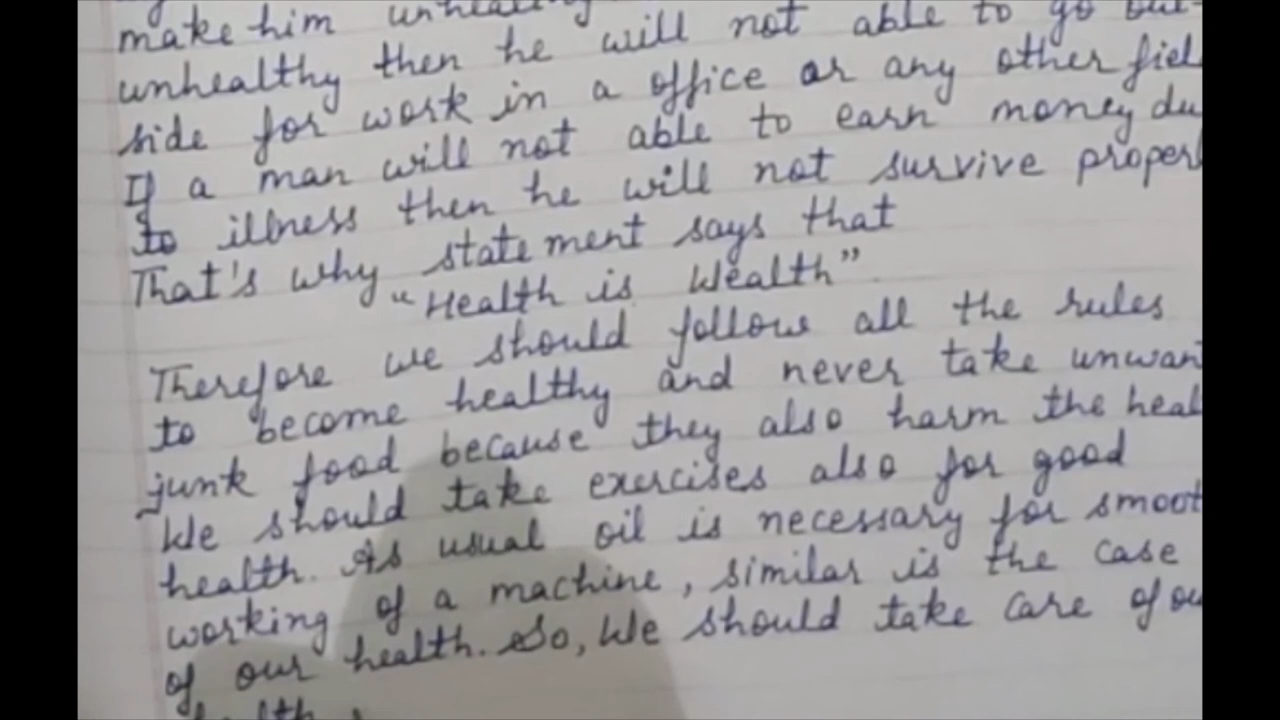 make him
unhealthy then he will not able to go out
side for work in a office or any other fiel
If a man will not able to earn money du
to illness then he will not survive proper
That's why statement says that
"Health is Wealth"
Therefore we should follow all the rules
to become healthy and never take unwan
junk food because they also harm the heal
We should take exercises also for good
health. As usual oil is necessary for smoot
working of a machine, similar is the case
of our health. So, We should take care of ou